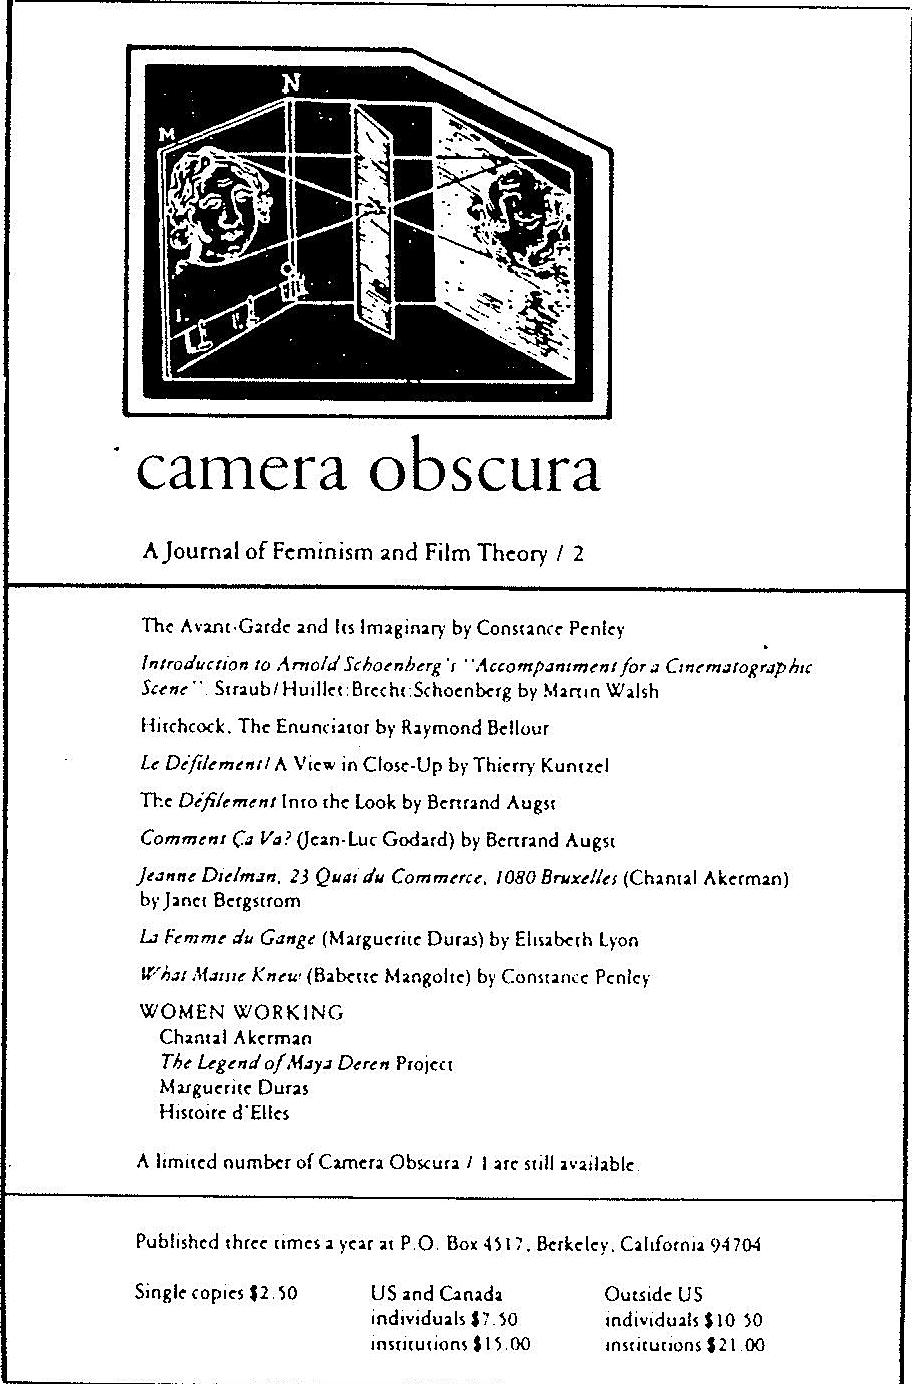 N
M
camera obscura
A Journal of Feminism and Film Theory / 2
The Avant-Garde and Its Imaginary by Constance Penley
Introduction to Arnold Schoenberg's "Accompaniment for a Cinematographic
Scene". Straub/Huillet:Brecht:Schoenberg by Martin Walsh
Hitchcock, The Enunciator by Raymond Bellour
Le Défilement/A View in Close-Up by Thierry Kuntzel
The Défilement Into the Look by Bertrand Augst
Comment Ça Va? (Jean-Luc Godard) by Bertrand Augst
Jeanne Dielman, 23 Quai du Commerce, 1080 Bruxelles (Chantal Akerman)
by Janet Bergstrom
La Femme du Gange (Marguerite Duras) by Elisabeth Lyon
What Maisie Knew (Babette Mangolte) by Constance Penley
WOMEN WORKING
Chantal Akerman
The Legend of Maya Deren Project
Marguerite Duras
Histoire d'Elles
A limited number of Camera Obscura / 1 are still available.
Published three times a year at P.O. Box 4517, Berkeley, California 94704
Single copies $2.50
US and Canada
individuals $7.50
institutions $15.00
Outside US
individuals $10.50
institutions $21.00